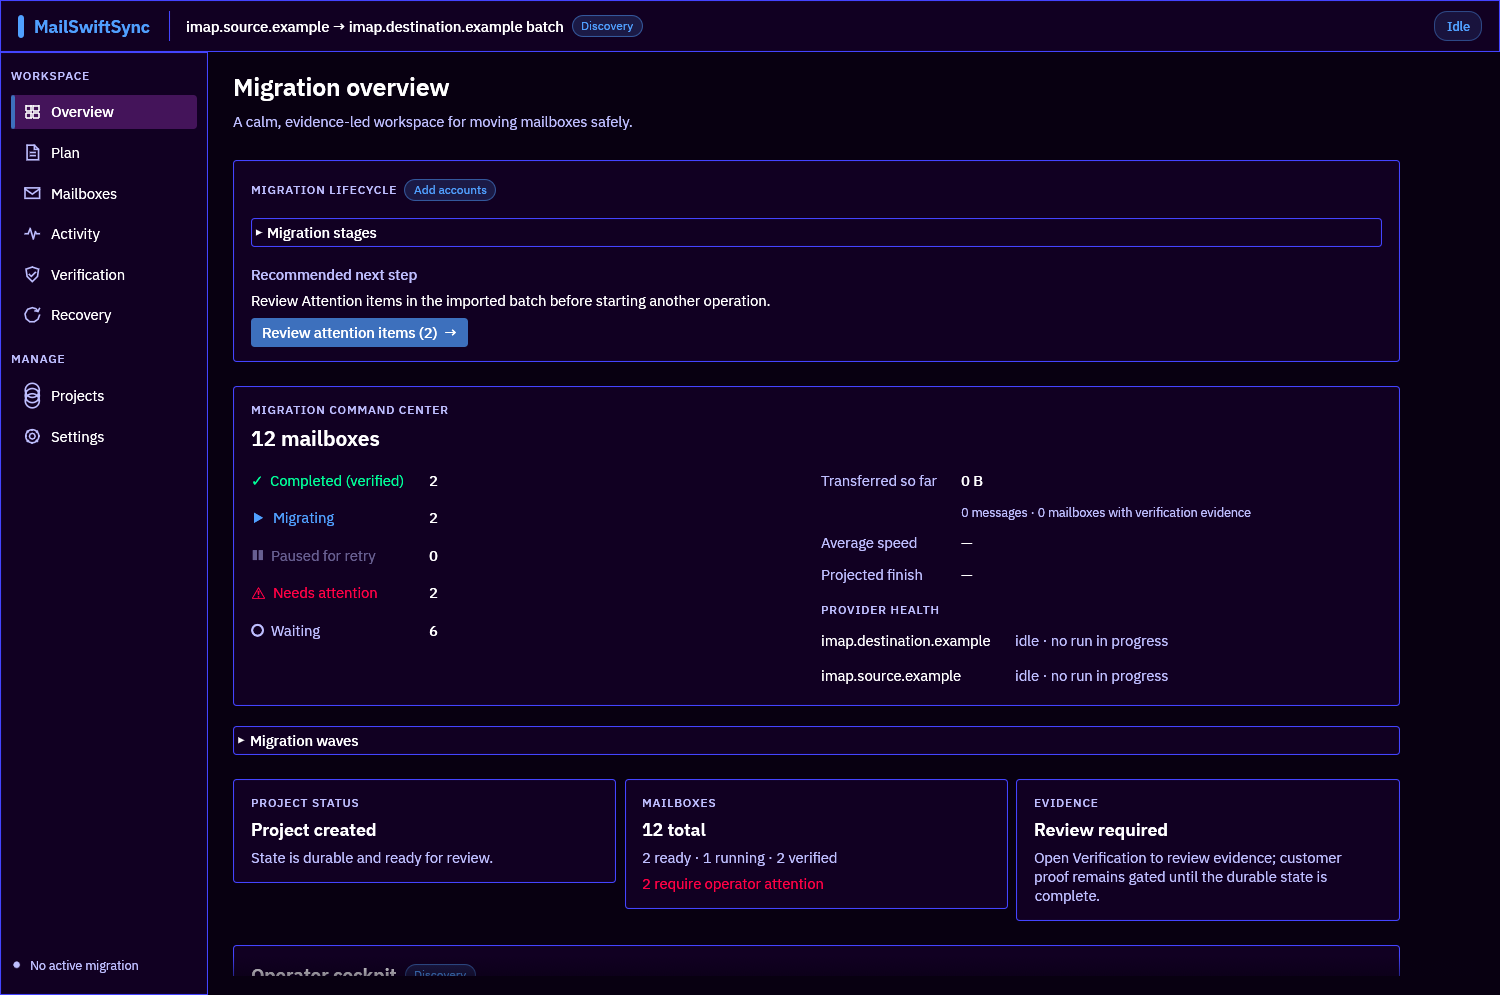 MailSwiftSync
imap.source.example → imap.destination.example batch
Discovery
Idle
WORKSPACE
Overview
Plan
Mailboxes
Activity
Verification
Recovery
MANAGE
Projects
Settings
No active migration
Migration overview
A calm, evidence-led workspace for moving mailboxes safely.
MIGRATION LIFECYCLE
Add accounts
▸ Migration stages
Recommended next step
Review Attention items in the imported batch before starting another operation.
Review attention items (2) →
MIGRATION COMMAND CENTER
12 mailboxes
✓ Completed (verified) 2
Migrating 2
Paused for retry 0
⚠ Needs attention 2
Waiting 6
Transferred so far 0 B
0 messages · 0 mailboxes with verification evidence
Average speed —
Projected finish —
PROVIDER HEALTH
imap.destination.example idle · no run in progress
imap.source.example idle · no run in progress
▸ Migration waves
PROJECT STATUS
Project created
State is durable and ready for review.
MAILBOXES
12 total
2 ready · 1 running · 2 verified
2 require operator attention
EVIDENCE
Review required
Open Verification to review evidence; customer
proof remains gated until the durable state is
complete.
Operator cockpit
Discovery